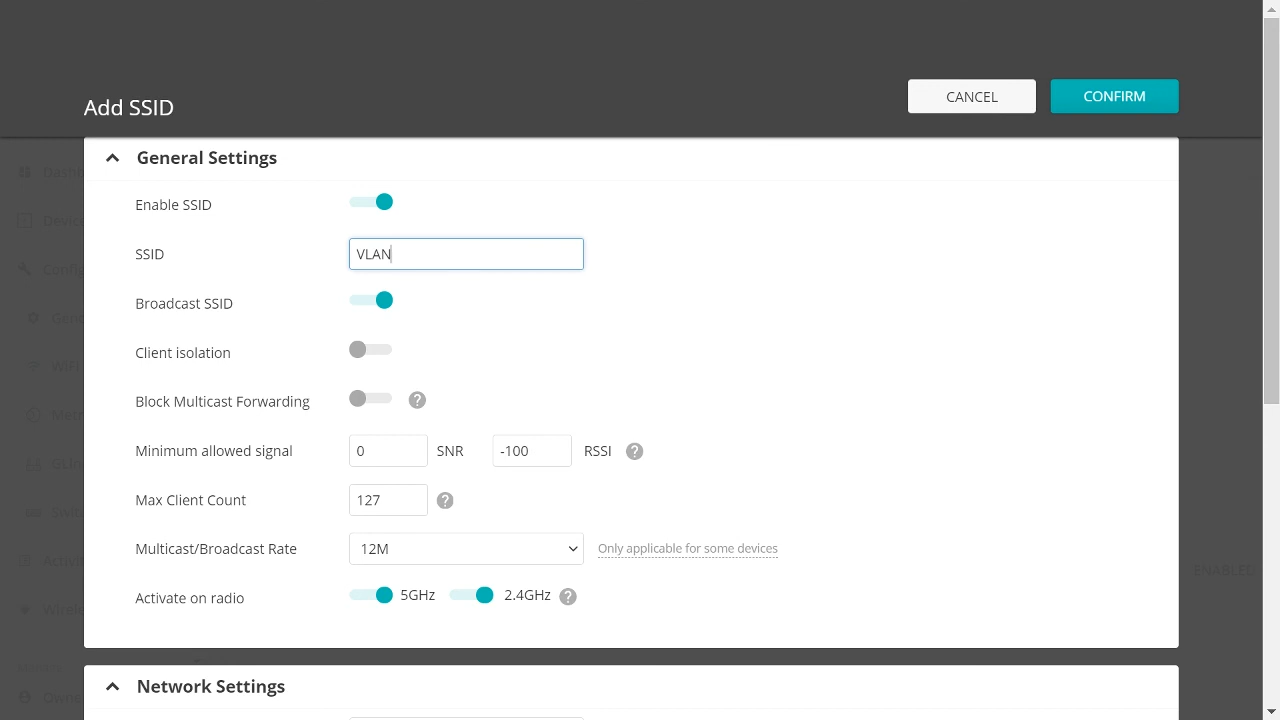 Add SSID
CANCEL
CONFIRM
General Settings
Enable SSID
SSID
VLAN
Broadcast SSID
Client isolation
Block Multicast Forwarding
?
Minimum allowed signal
0
SNR
-100
RSSI
?
Max Client Count
127
?
Multicast/Broadcast Rate
12M
Only applicable for some devices
Activate on radio
5GHz
2.4GHz
?
ENABLED
Network Settings